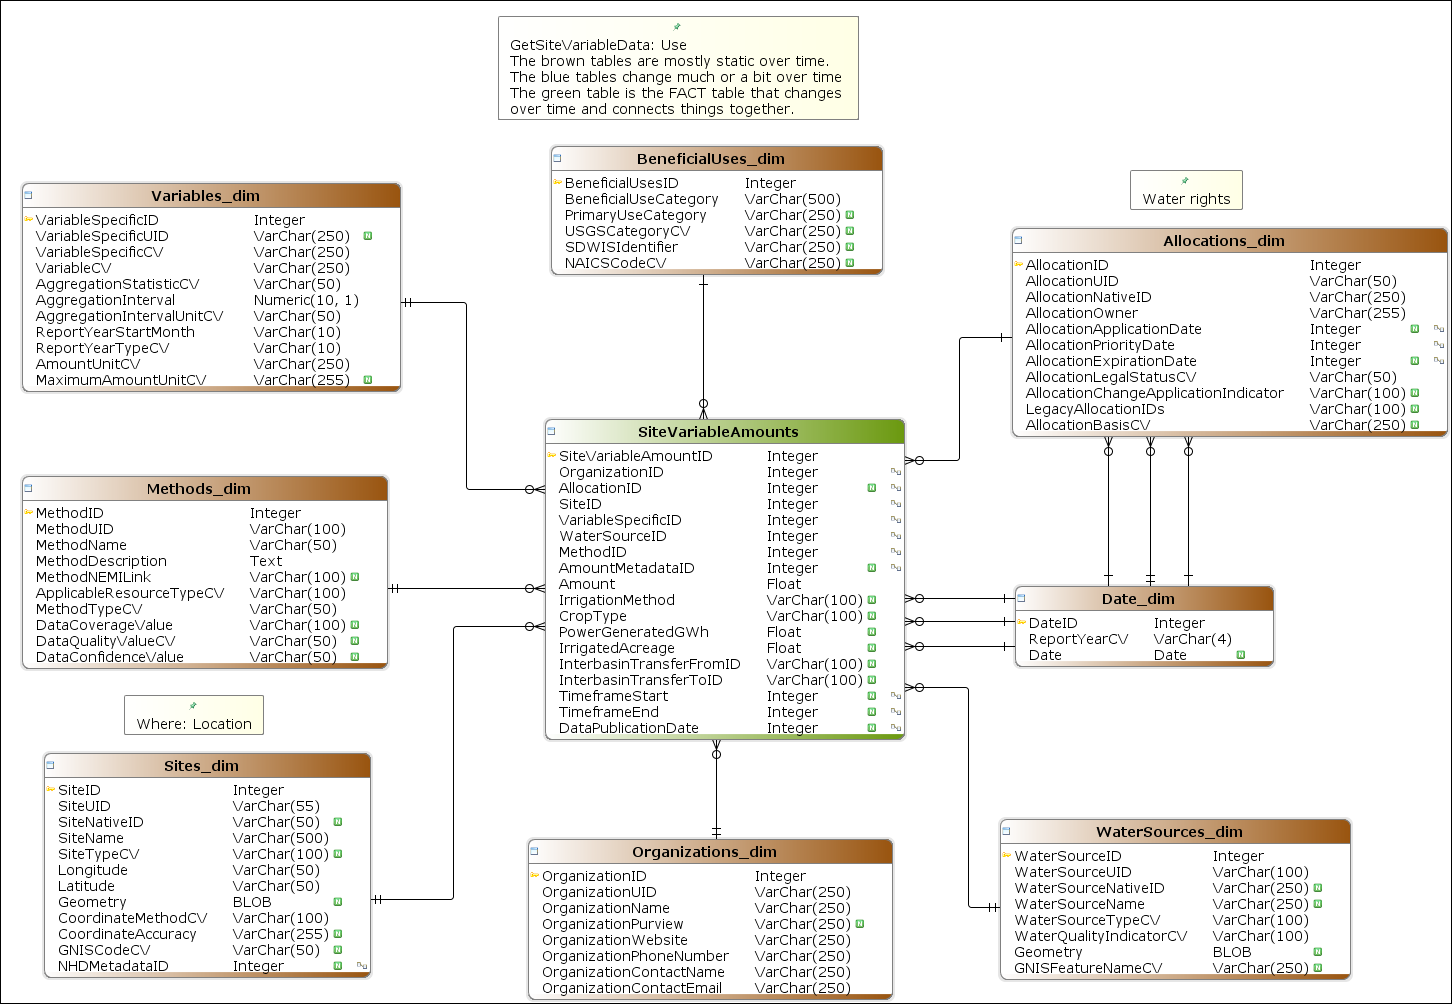 GetSiteVariableData: Use
The brown tables are mostly static over time.
The blue tables change much or a bit over time
The green table is the FACT table that changes
over time and connects things together.
BeneficialUses_dim
BeneficialUsesID Integer
BeneficialUseCategory VarChar(500)
PrimaryUseCategory VarChar(250) N
USGSCategoryCV VarChar(250) N
SDWISIdentifier VarChar(250) N
NAICSCodeCV VarChar(250) N
Variables_dim
VariableSpecificID Integer
VariableSpecificUID VarChar(250) N
VariableSpecificCV VarChar(250)
VariableCV VarChar(250)
AggregationStatisticCV VarChar(50)
AggregationInterval Numeric(10, 1)
AggregationIntervalUnitCV VarChar(50)
ReportYearStartMonth VarChar(10)
ReportYearTypeCV VarChar(10)
AmountUnitCV VarChar(250)
MaximumAmountUnitCV VarChar(255) N
Water rights
Allocations_dim
AllocationID Integer
AllocationUID VarChar(50)
AllocationNativeID VarChar(250)
AllocationOwner VarChar(255)
AllocationApplicationDate Integer N
AllocationPriorityDate Integer
AllocationExpirationDate Integer N
AllocationLegalStatusCV VarChar(50)
AllocationChangeApplicationIndicator VarChar(100) N
LegacyAllocationIDs VarChar(100) N
AllocationBasisCV VarChar(250) N
SiteVariableAmounts
SiteVariableAmountID Integer
OrganizationID Integer
AllocationID Integer N
SiteID Integer
VariableSpecificID Integer
WaterSourceID Integer
MethodID Integer
AmountMetadataID Integer N
Amount Float
IrrigationMethod VarChar(100) N
CropType VarChar(100) N
PowerGeneratedGWh Float N
IrrigatedAcreage Float N
InterbasinTransferFromID VarChar(100) N
InterbasinTransferToID VarChar(100) N
TimeframeStart Integer N
TimeframeEnd Integer N
DataPublicationDate Integer N
Methods_dim
MethodID Integer
MethodUID VarChar(100)
MethodName VarChar(50)
MethodDescription Text
MethodNEMILink VarChar(100) N
ApplicableResourceTypeCV VarChar(100)
MethodTypeCV VarChar(50)
DataCoverageValue VarChar(100) N
DataQualityValueCV VarChar(50) N
DataConfidenceValue VarChar(50) N
Date_dim
DateID Integer
ReportYearCV VarChar(4)
Date Date N
Where: Location
Sites_dim
SiteID Integer
SiteUID VarChar(55)
SiteNativeID VarChar(50) N
SiteName VarChar(500)
SiteTypeCV VarChar(100) N
Longitude VarChar(50)
Latitude VarChar(50)
Geometry BLOB N
CoordinateMethodCV VarChar(100)
CoordinateAccuracy VarChar(255) N
GNISCodeCV VarChar(50) N
NHDMetadataID Integer N
Organizations_dim
OrganizationID Integer
OrganizationUID VarChar(250)
OrganizationName VarChar(250)
OrganizationPurview VarChar(250) N
OrganizationWebsite VarChar(250)
OrganizationPhoneNumber VarChar(250)
OrganizationContactName VarChar(250)
OrganizationContactEmail VarChar(250)
WaterSources_dim
WaterSourceID Integer
WaterSourceUID VarChar(100)
WaterSourceNativeID VarChar(250) N
WaterSourceName VarChar(250) N
WaterSourceTypeCV VarChar(100)
WaterQualityIndicatorCV VarChar(100)
Geometry BLOB N
GNISFeatureNameCV VarChar(250) N